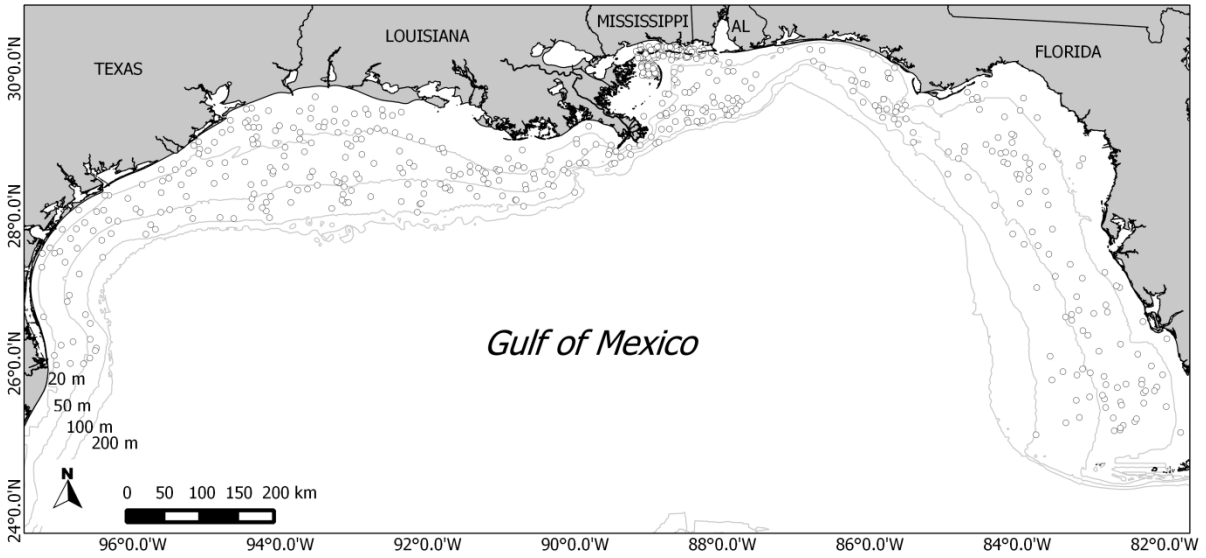 MISSISSIPPI
AL
LOUISIANA
FLORIDA
TEXAS
30°0.0'N
28°0.0'N
26°0.0'N
24°0.0'N
Gulf of Mexico
20 m
50 m
100 m
200 m
N
0 50 100 150 200 km
96°0.0'W 94°0.0'W 92°0.0'W 90°0.0'W 88°0.0'W 86°0.0'W 84°0.0'W 82°0.0'W